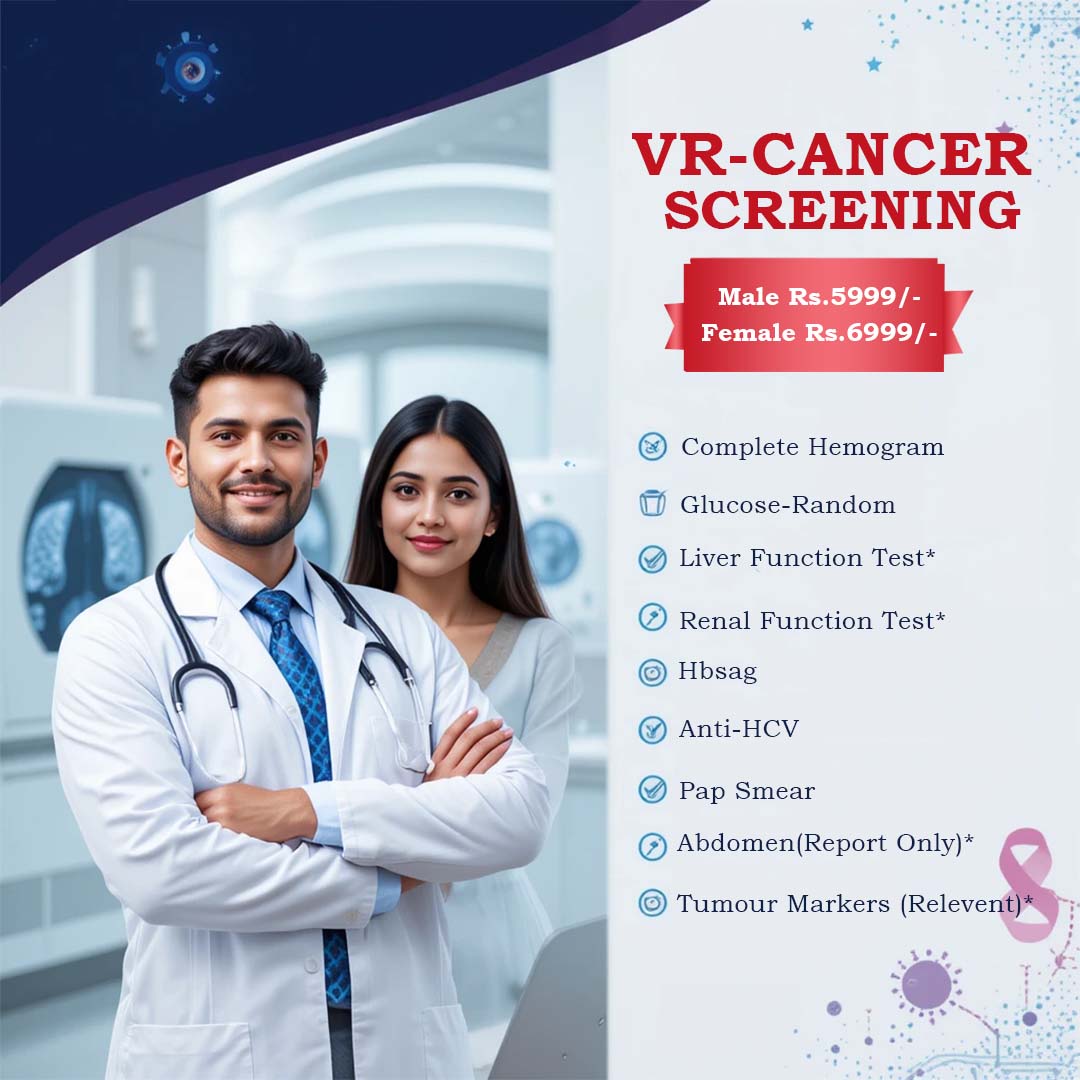 VR-CANCER
SCREENING
Male Rs.5999/-
Female Rs.6999/-
Complete Hemogram
Glucose-Random
Liver Function Test*
Renal Function Test*
Hbsag
Anti-HCV
Pap Smear
Abdomen(Report Only)*
Tumour Markers (Relevent)*